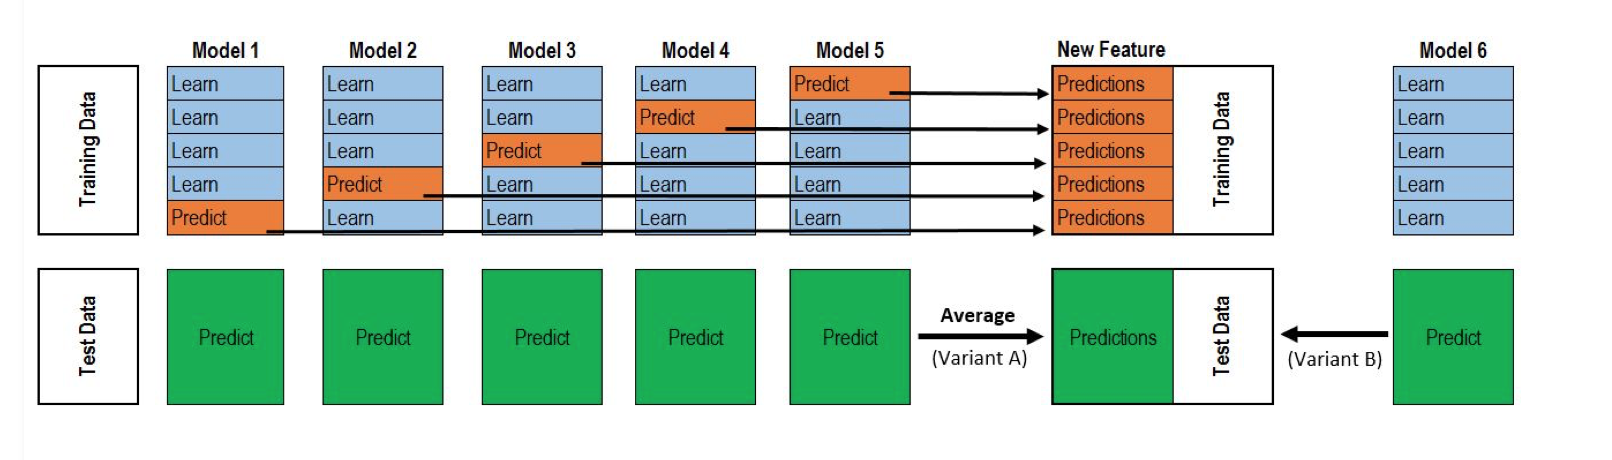 Model 1 Model 2 Model 3 Model 4 Model 5 New Feature Model 6
Training Data
Learn Learn Learn Learn Predict Predictions Learn
Learn Learn Learn Predict Learn Predictions Learn
Learn Learn Predict Learn Learn Predictions Learn
Learn Predict Learn Learn Learn Predictions Learn
Predict Learn Learn Learn Learn Predictions Learn
Training Data
Test Data
Predict Predict Predict Predict Predict
Average
(Variant A)
Predictions
Test Data
(Variant B)
Predict